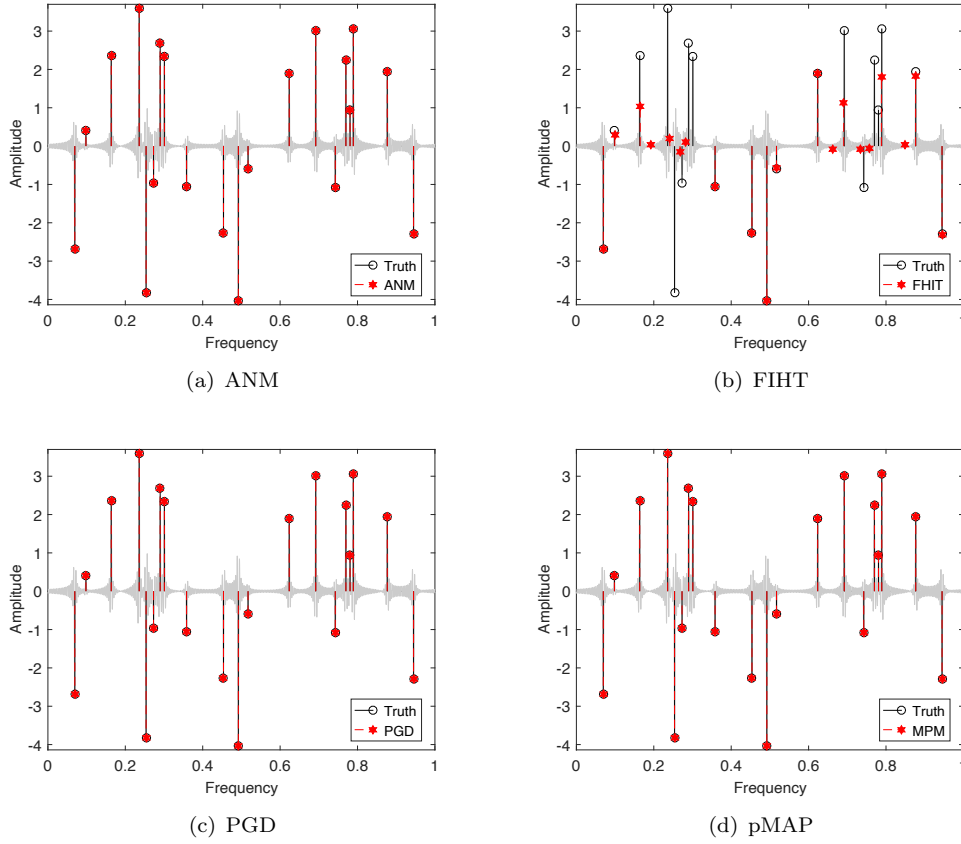 3
2
1
0
-1
-2
-3
-4
Amplitude
Truth
ANM
0
0.2
0.4
0.6
0.8
1
Frequency
(a) ANM
3
2
1
0
-1
-2
-3
-4
Amplitude
Truth
FHIT
0
0.2
0.4
0.6
0.8
1
Frequency
(b) FIHT
3
2
1
0
-1
-2
-3
-4
Amplitude
Truth
PGD
0
0.2
0.4
0.6
0.8
1
Frequency
(c) PGD
3
2
1
0
-1
-2
-3
-4
Amplitude
Truth
MPM
0
0.2
0.4
0.6
0.8
1
Frequency
(d) pMAP